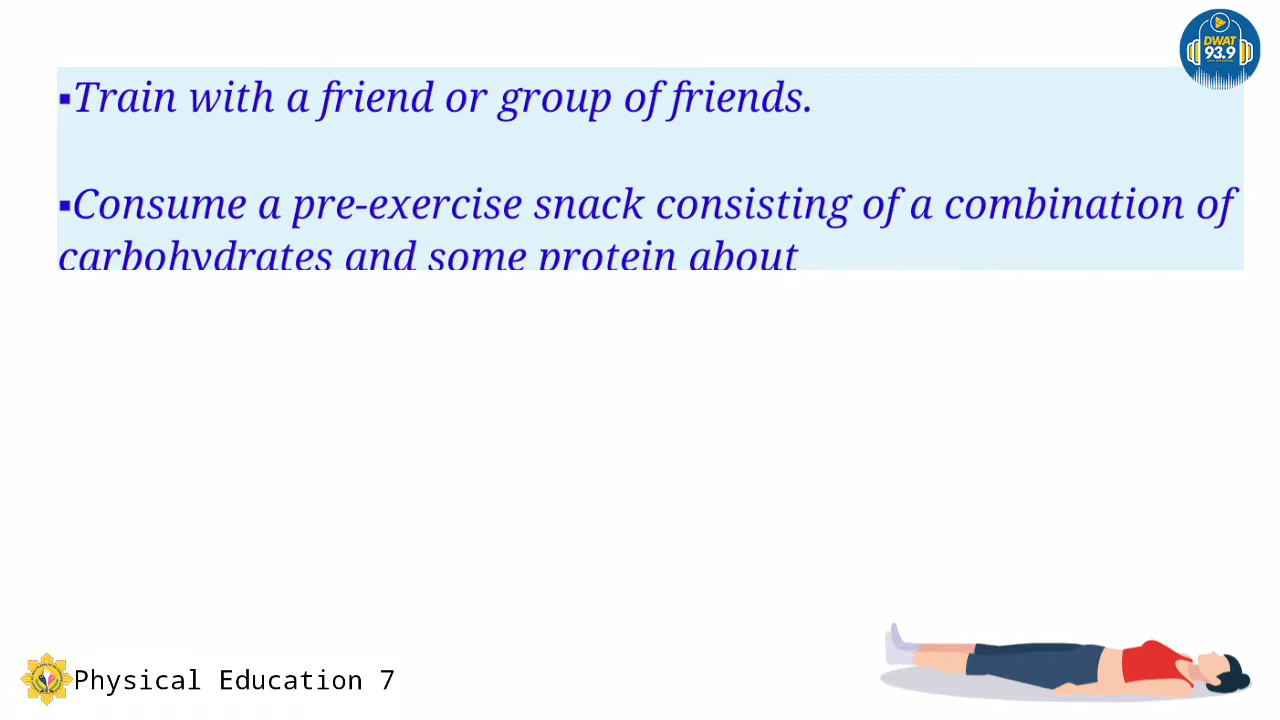 DWAT
93.9
▪Train with a friend or group of friends.
▪Consume a pre-exercise snack consisting of a combination of
carbohydrates and some protein about
Physical Education 7